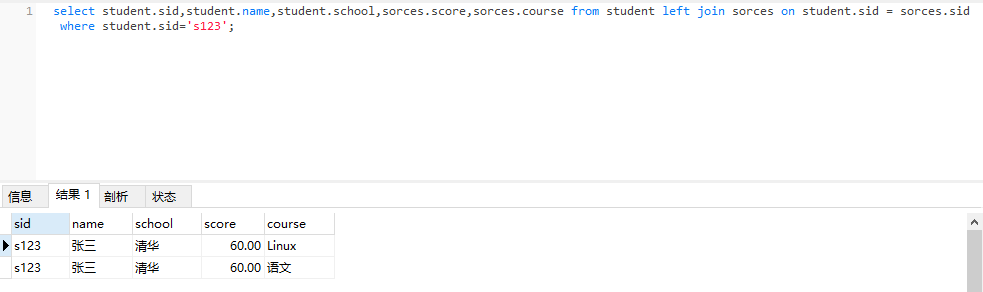 1 select student.sid,student.name,student.school,sorces.score,sorces.course from student left join sorces on student.sid = sorces.sid
where student.sid='s123';
信息 结果 1 剖析 状态
sid name school score course
s123 张三 清华 60.00 Linux
s123 张三 清华 60.00 语文